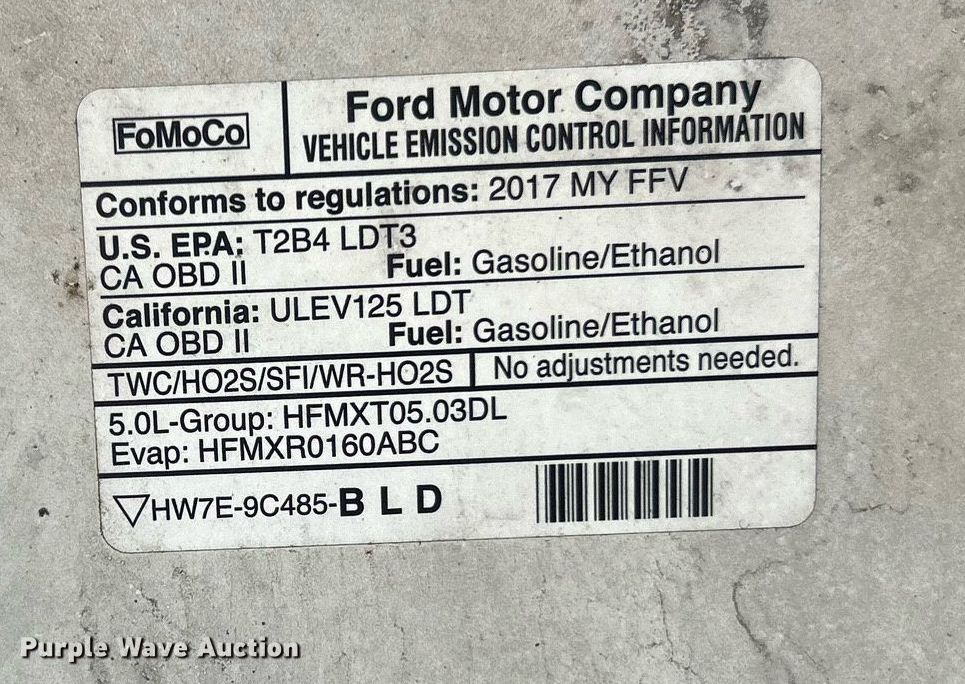 FoMoCo
Ford Motor Company
VEHICLE EMISSION CONTROL INFORMATION
Conforms to regulations: 2017 MY FFV
U.S. EPA: T2B4 LDT3
CA OBD II Fuel: Gasoline/Ethanol
California: ULEV125 LDT
CA OBD II Fuel: Gasoline/Ethanol
TWC/HO2S/SFI/WR-HO2S No adjustments needed.
5.0L-Group: HFMXT05.03DL
Evap: HFMXR0160ABC
▽HW7E-9C485-B L D
Purple Wave Auction